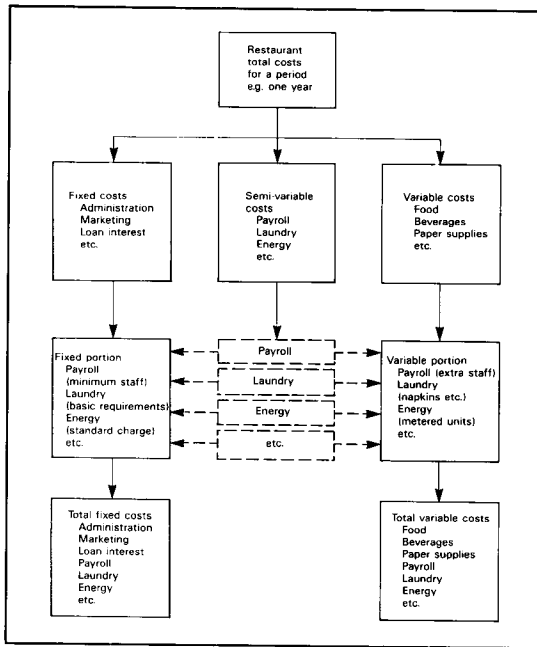 Restaurant
total costs
for a period
e.g. one year
Fixed costs
Administration
Marketing
Loan interest
etc.
Semi-variable
costs
Payroll
Laundry
Energy
etc.
Variable costs
Food
Beverages
Paper supplies
etc.
Fixed portion
Payroll
(minimum staff)
Laundry
(basic requirements)
Energy
(standard charge)
etc.
Payroll
Laundry
Energy
etc.
Variable portion
Payroll (extra staff)
Laundry
(napkins etc.)
Energy
(metered units)
etc.
Total fixed costs
Administration
Marketing
Loan interest
Payroll
Laundry
Energy
etc.
Total variable costs
Food
Beverages
Paper supplies
Payroll
Laundry
Energy
etc.